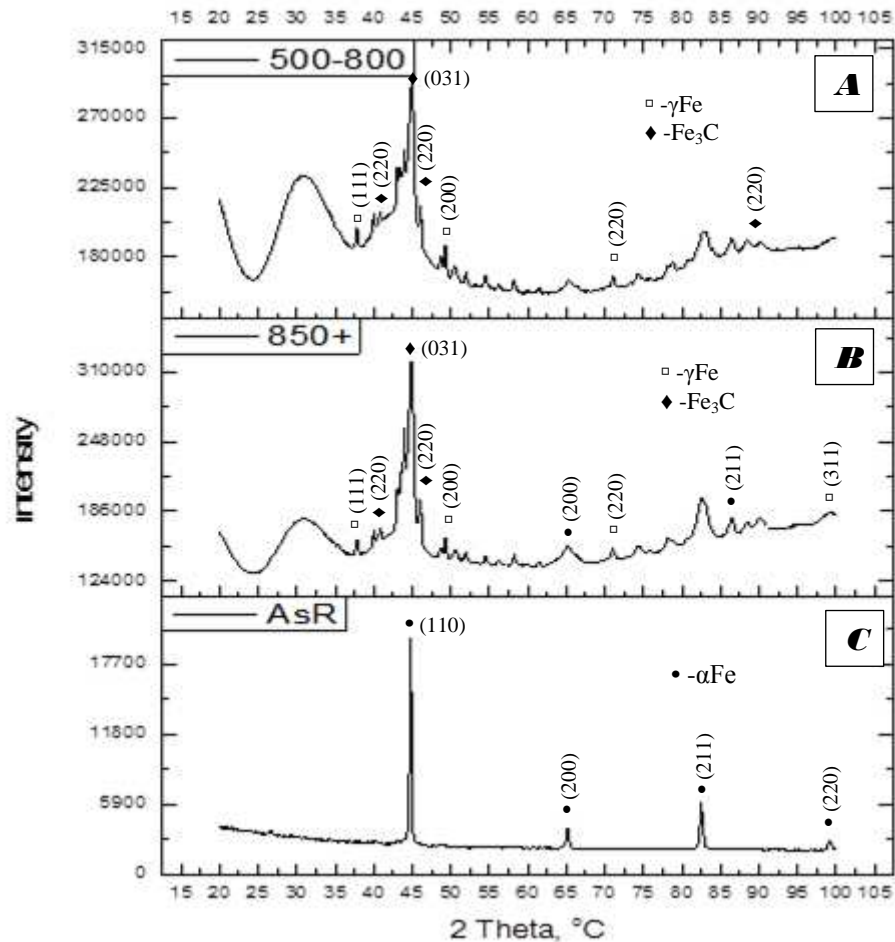 15 20 25 30 35 40 45 50 55 60 65 70 75 80 85 90 95 100
315000
270000
225000
180000
500-800
A
(031)
□ -γFe
◆ -Fe₃C
(111)
(220)
(220)
(200)
(220)
(220)
310000
248000
186000
124000
850+
B
(031)
□ -γFe
◆ -Fe₃C
(111)
(220)
(220)
(200)
(200)
(220)
(211)
(311)
Intensity
17700
11800
5900
0
AsR
C
(110)
• -αFe
(200)
(211)
(220)
15 20 25 30 35 40 45 50 55 60 65 70 75 80 85 90 95 100
2 Theta, °C